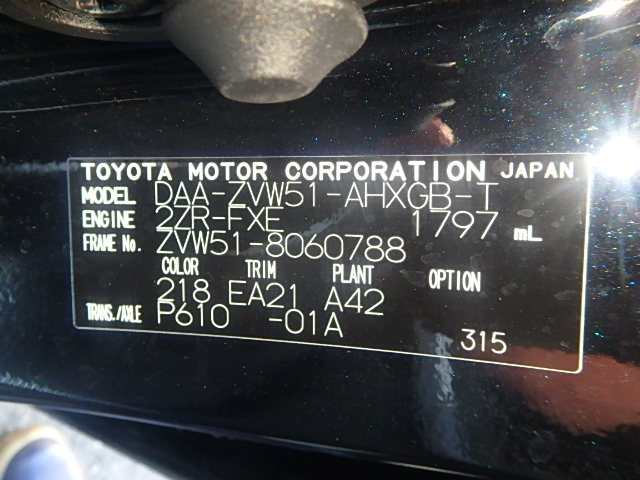 TOYOTA MOTOR CORPORATION JAPAN
MODEL DAA-ZVW51-AHXGB-T
ENGINE 2ZR-FXE 1797 mL
FRAME No. ZVW51-8060788
COLOR TRIM PLANT OPTION
218 EA21 A42
TRANS./AXLE P610 -01A
315